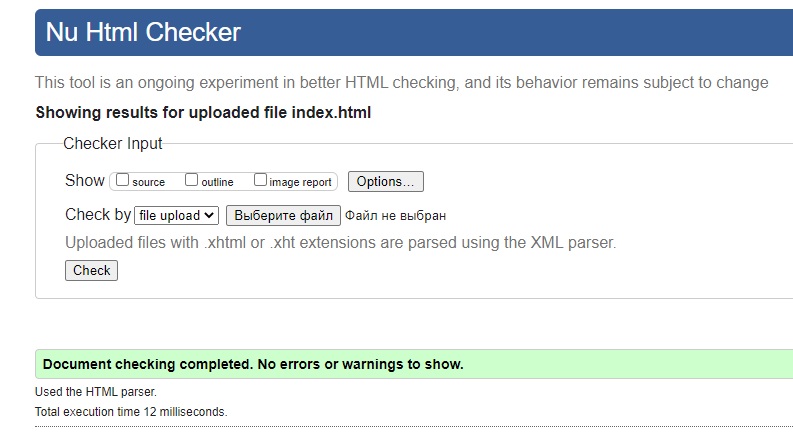 Nu Html Checker
This tool is an ongoing experiment in better HTML checking, and its behavior remains subject to change
Showing results for uploaded file index.html
Checker Input
Show source outline image report Options...
Check by file upload Выберите файл Файл не выбран
Uploaded files with .xhtml or .xht extensions are parsed using the XML parser.
Check
Document checking completed. No errors or warnings to show.
Used the HTML parser.
Total execution time 12 milliseconds.